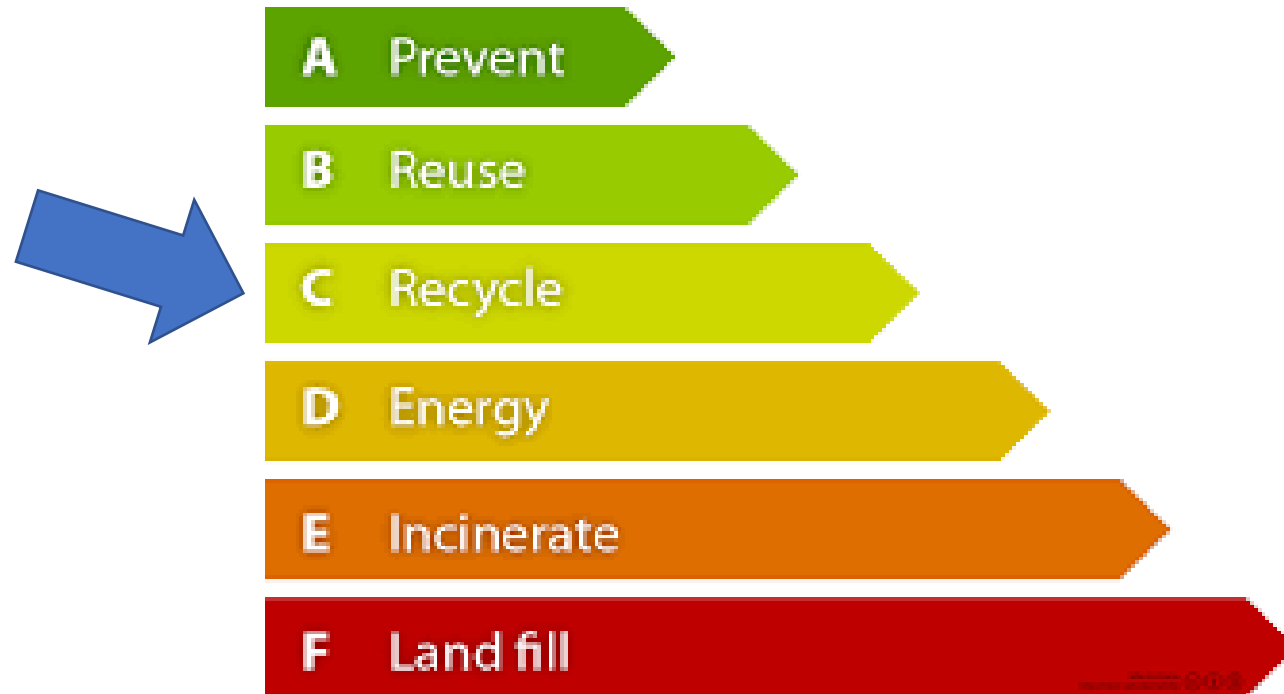 A Prevent
B Reuse
C Recycle
D Energy
E Incinerate
F Land fill